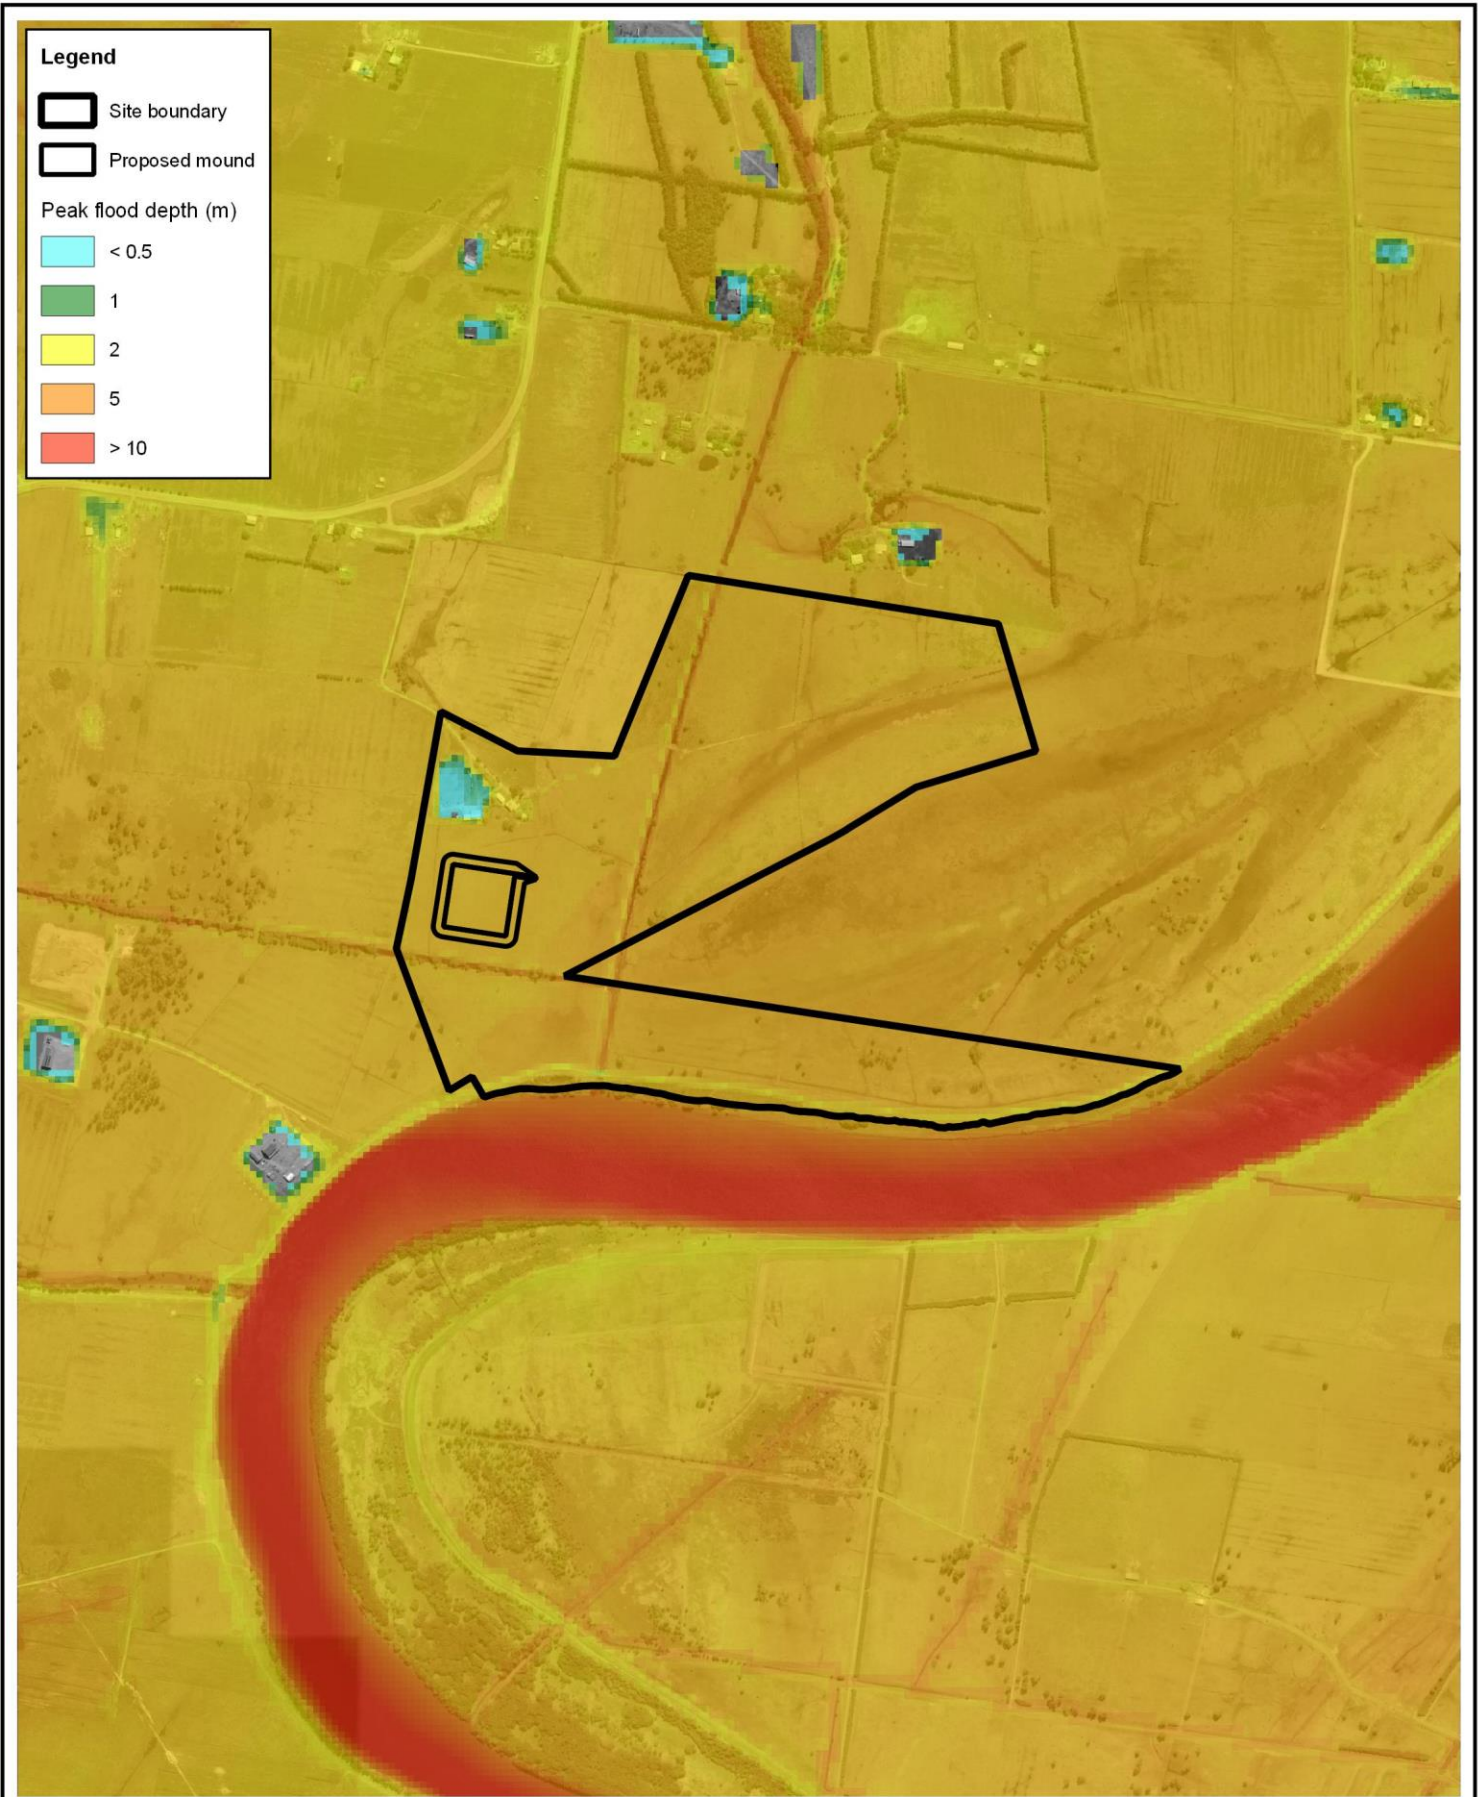 Legend
Site boundary
Proposed mound
Peak flood depth (m)
< 0.5
1
2
5
> 10